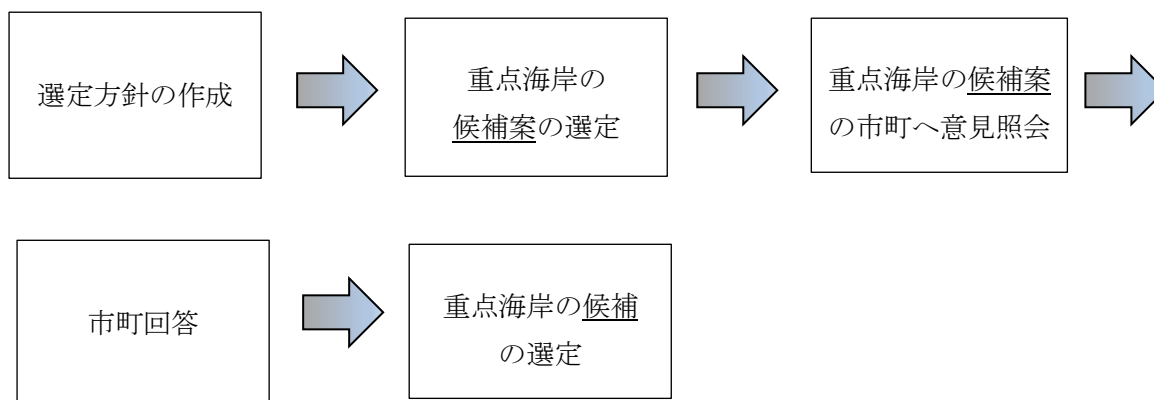 選定方針の作成
重点海岸の
候補案の選定
重点海岸の候補案
の市町へ意見照会
市町回答
重点海岸の候補
の選定